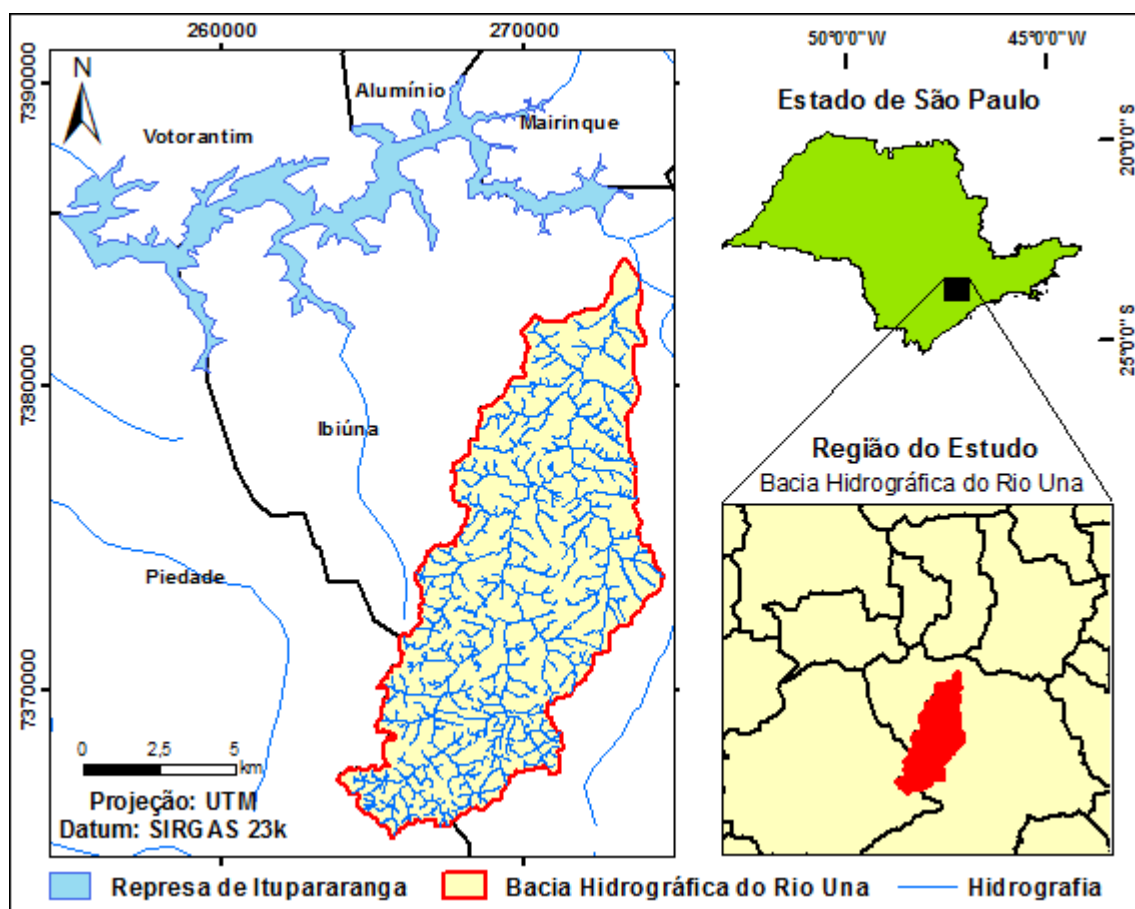 260000
270000
7390000
7380000
7370000
N
Alumínio
Votorantim
Mairinque
Ibiúna
Piedade
0 2,5 5
km
Projeção: UTM
Datum: SIRGAS 23k
50°0'0"W
45°0'0"W
Estado de São Paulo
20°0'0"S
25°0'0"S
Região do Estudo
Bacia Hidrográfica do Rio Una
Represa de Itupararanga
Bacia Hidrográfica do Rio Una
Hidrografia